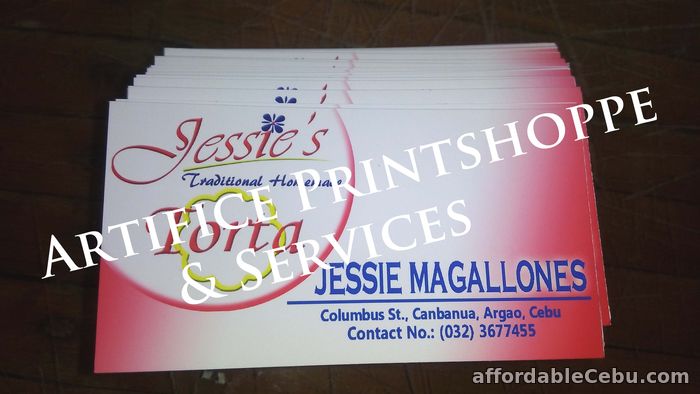 Jessie's
Traditional Homemade
Torta
JESSIE MAGALLONES
Columbus St., Canbanua, Argao, Cebu
Contact No.: (032) 3677455
ARTIFICE PRINTSHOPPE
& SERVICES
affordableCebu.com